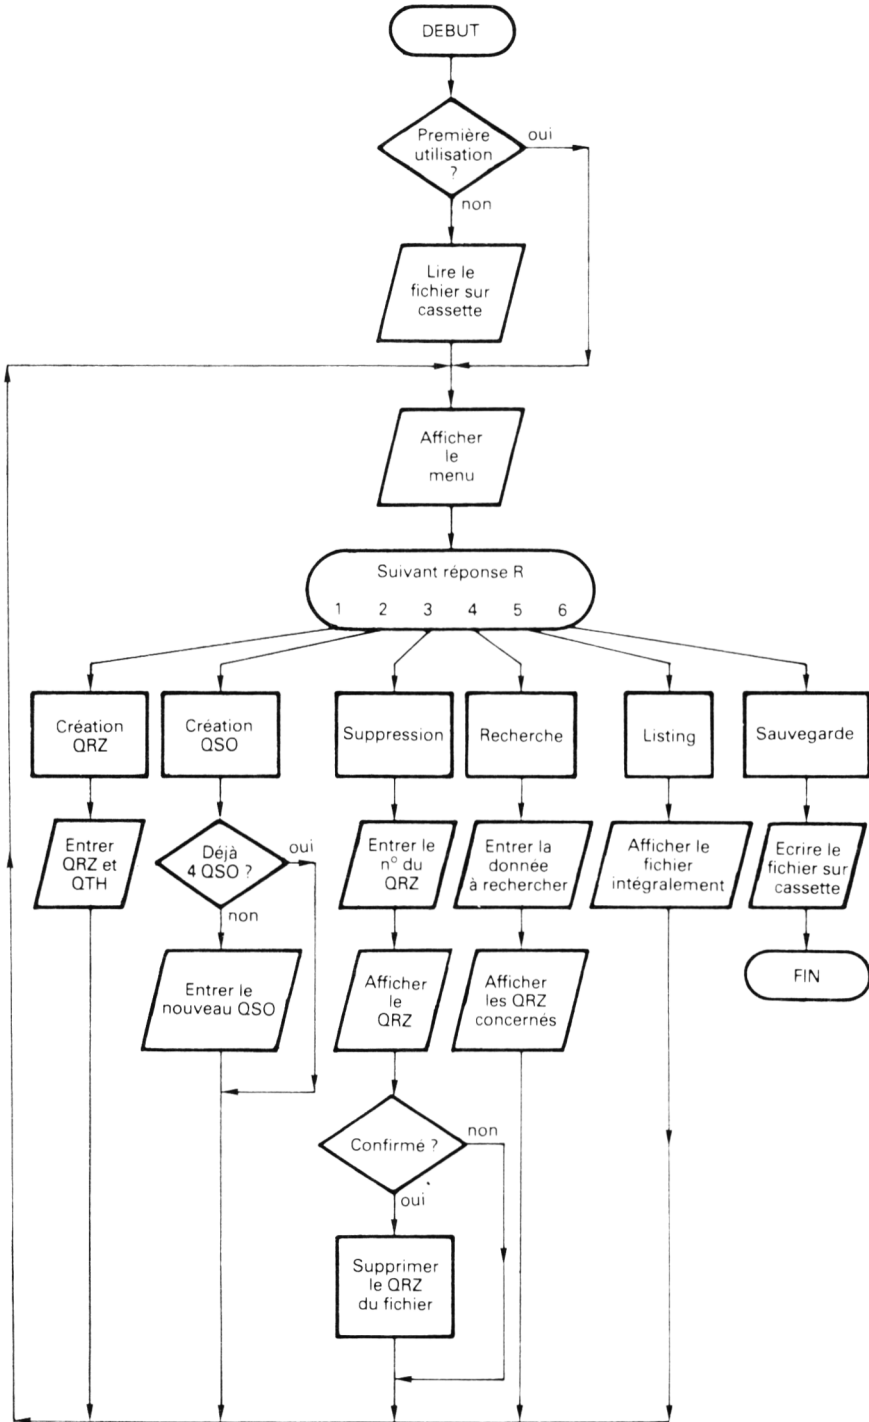 DEBUT
Première
utilisation
?
oui
non
Lire le
fichier sur
cassette
Afficher
le
menu
Suivant réponse R
1 2 3 4 5 6
Création
QRZ
Création
QSO
Suppression
Recherche
Listing
Sauvegarde
Entrer
QRZ et
QTH
Déjà
4 QSO ?
oui
non
Entrer le
n° du
QRZ
Entrer la
donnée
à rechercher
Afficher le
fichier
intégralement
Ecrire le
fichier sur
cassette
Entrer le
nouveau QSO
Afficher
le
QRZ
Afficher
les QRZ
concernés
FIN
Confirmé ?
non
oui
Supprimer
le QRZ
du fichier